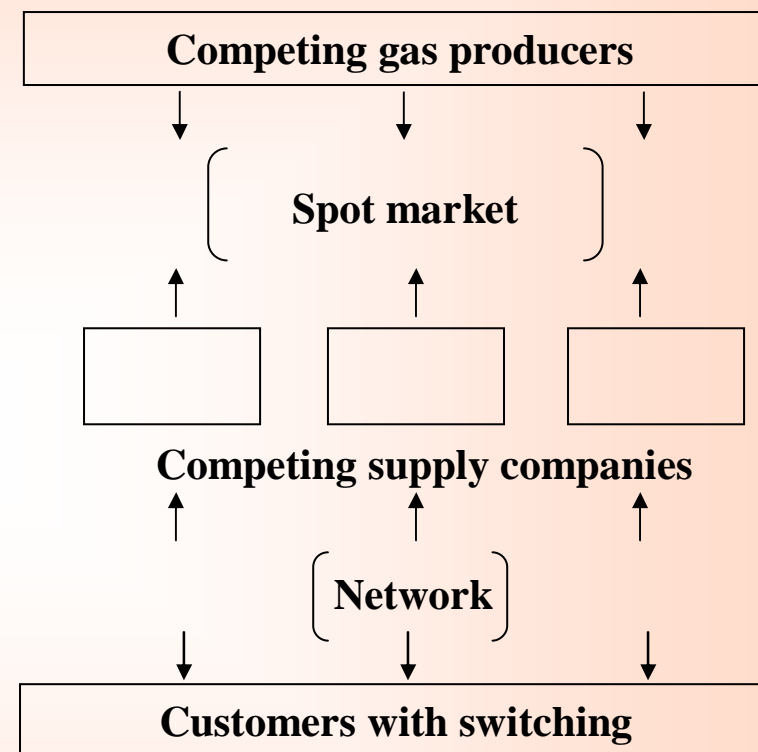 Competing gas producers
Spot market
Competing supply companies
Network
Customers with switching